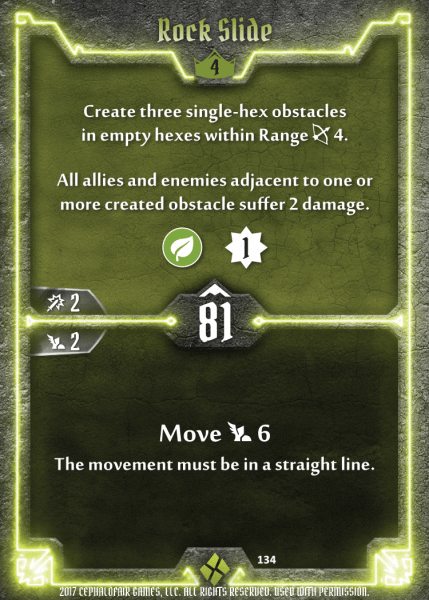 Rock Slide
4
Create three single-hex obstacles
in empty hexes within Range 4.
All allies and enemies adjacent to one or
more created obstacle suffer 2 damage.
1
2
81
2
Move 6
The movement must be in a straight line.
134
2017 CEPHALOFAIR GAMES, LLC. ALL RIGHTS RESERVED. USED WITH PERMISSION.